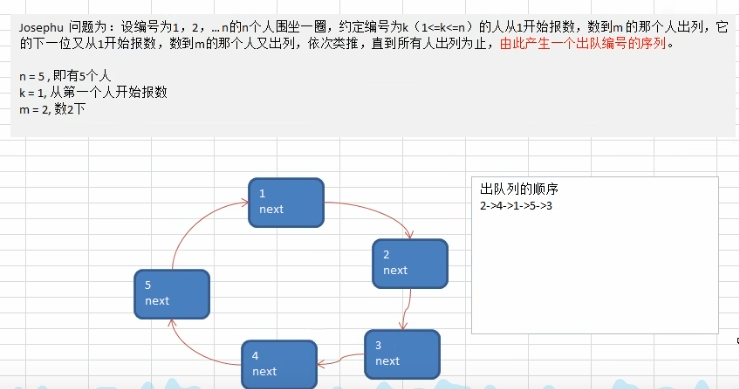 Josephu 问题为：设编号为1，2，… n的n个人围坐一圈，约定编号为k（1<=k<=n）的人从1开始报数，数到m 的那个人出列，它
的下一位又从1开始报数，数到m的那个人又出列，依次类推，直到所有人出列为止，由此产生一个出队编号的序列。
n = 5 , 即有5个人
k = 1, 从第一个人开始报数
m = 2, 数2下
出队列的顺序
2->4->1->5->3
1
next
2
next
5
next
3
next
4
next